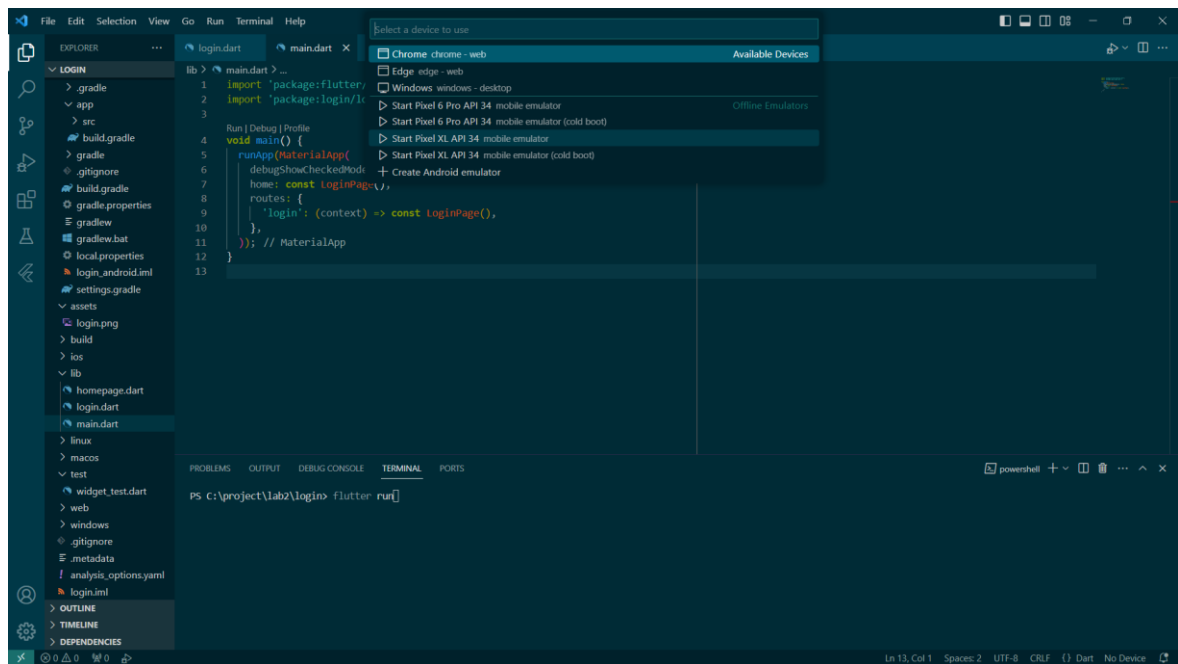 File Edit Selection View Go Run Terminal Help
Select a device to use
Chrome chrome - web Available Devices
Edge edge - web
Windows windows - desktop
Start Pixel 6 Pro API 34 mobile emulator Offline Emulators
Start Pixel 6 Pro API 34 mobile emulator (cold boot)
Start Pixel XL API 34 mobile emulator
Start Pixel XL API 34 mobile emulator (cold boot)
Create Android emulator
EXPLORER ...
LOGIN
.gradle
app
src
build.gradle
gradle
.gitignore
build.gradle
gradle.properties
gradlew
gradlew.bat
local.properties
login_android.iml
settings.gradle
assets
login.png
build
ios
lib
homepage.dart
login.dart
main.dart
linux
macos
test
widget_test.dart
web
windows
.gitignore
.metadata
analysis_options.yaml
login.iml
OUTLINE
TIMELINE
DEPENDENCIES
login.dart main.dart
lib > main.dart > ...
1 import 'package:flutter/
2 import 'package:login/lo
3
Run | Debug | Profile
4 void main() {
5 runApp(MaterialApp(
6 debugShowCheckedMode
7 home: const LoginPage(),
8 routes: {
9 'login': (context) => const LoginPage(),
10 },
11 )); // MaterialApp
12 }
13
PROBLEMS OUTPUT DEBUG CONSOLE TERMINAL PORTS
powershell
PS C:\project\lab2\login> flutter run
0 0 0 Ln 13, Col 1 Spaces: 2 UTF-8 CRLF {} Dart No Device